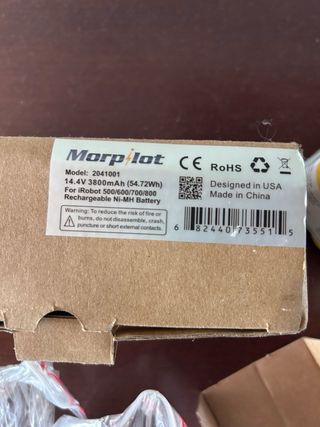 Morpilot
Model: 2041001
14.4V 3800mAh (54.72Wh)
For iRobot 500/600/700/800
Rechargeable Ni-MH Battery
Warning: To reduce the risk of fire or
burns, do not disassemble, crash,
puncture or short external contacts.
CE RoHS
Designed in USA
Made in China
6 82440 73551 5